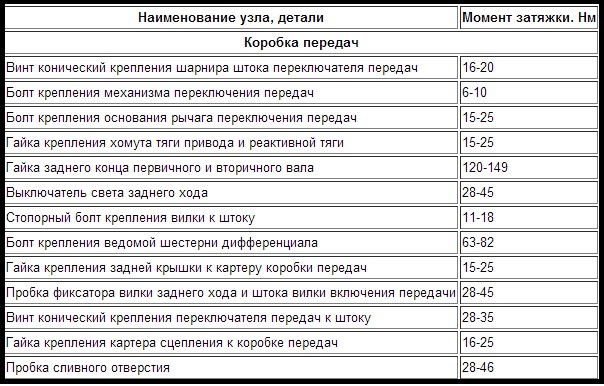 Наименование узла, детали Момент затяжки. Нм
Коробка передач
Винт конический крепления шарнира штока переключателя передач 16-20
Болт крепления механизма переключения передач 6-10
Болт крепления основания рычага переключения передач 15-25
Гайка крепления хомута тяги привода и реактивной тяги 15-25
Гайка заднего конца первичного и вторичного вала 120-149
Выключатель света заднего хода 28-45
Стопорный болт крепления вилки к штоку 11-18
Болт крепления ведомой шестерни дифференциала 63-82
Гайка крепления задней крышки к картеру коробки передач 15-25
Пробка фиксатора вилки заднего хода и штока вилки включения передачи 28-45
Винт конический крепления переключателя передач к штоку 28-35
Гайка крепления картера сцепления к коробке передач 16-25
Пробка сливного отверстия 28-46